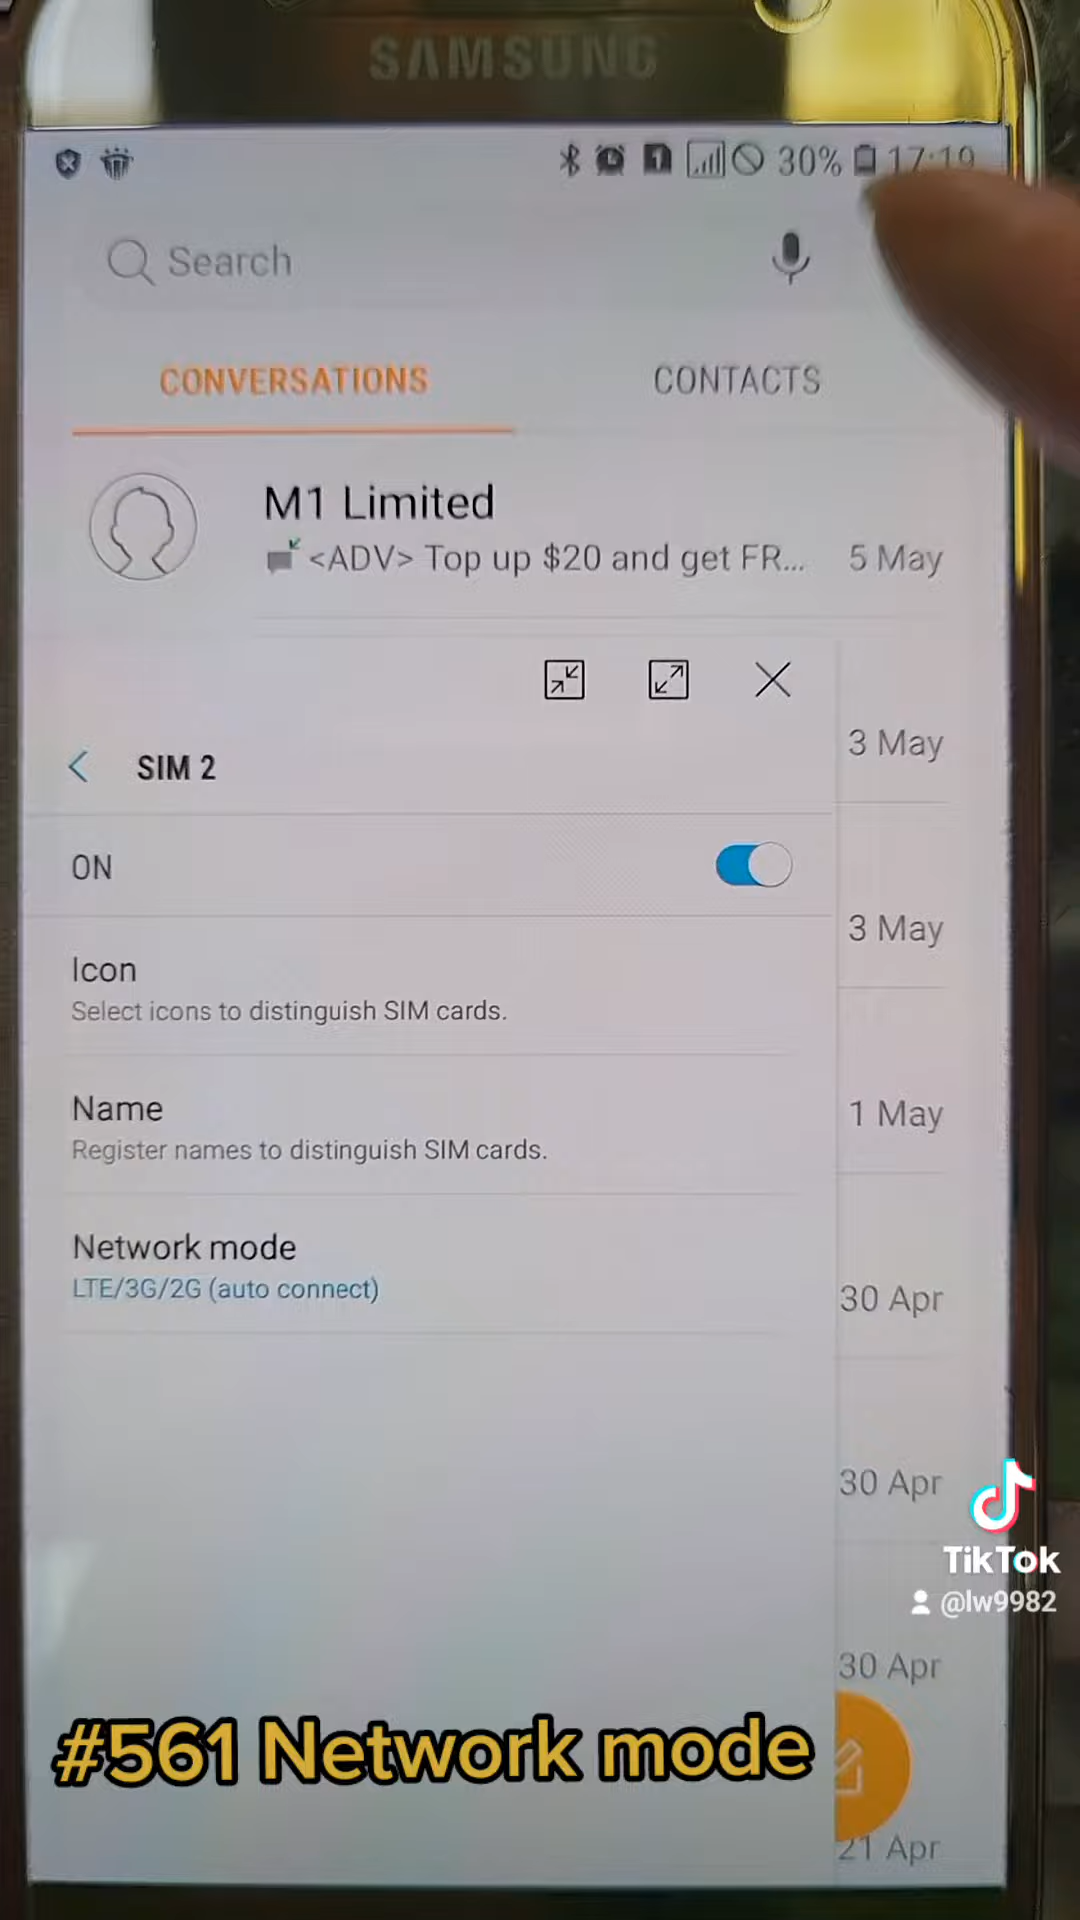 SAMSUNG
30% 17:19
Search
CONVERSATIONS
CONTACTS
M1 Limited
<ADV> Top up $20 and get FR...
5 May
3 May
SIM 2
ON
3 May
Icon
Select icons to distinguish SIM cards.
Name
1 May
Register names to distinguish SIM cards.
Network mode
LTE/3G/2G (auto connect)
30 Apr
30 Apr
TikTok
@lw9982
30 Apr
#561 Network mode
21 Apr